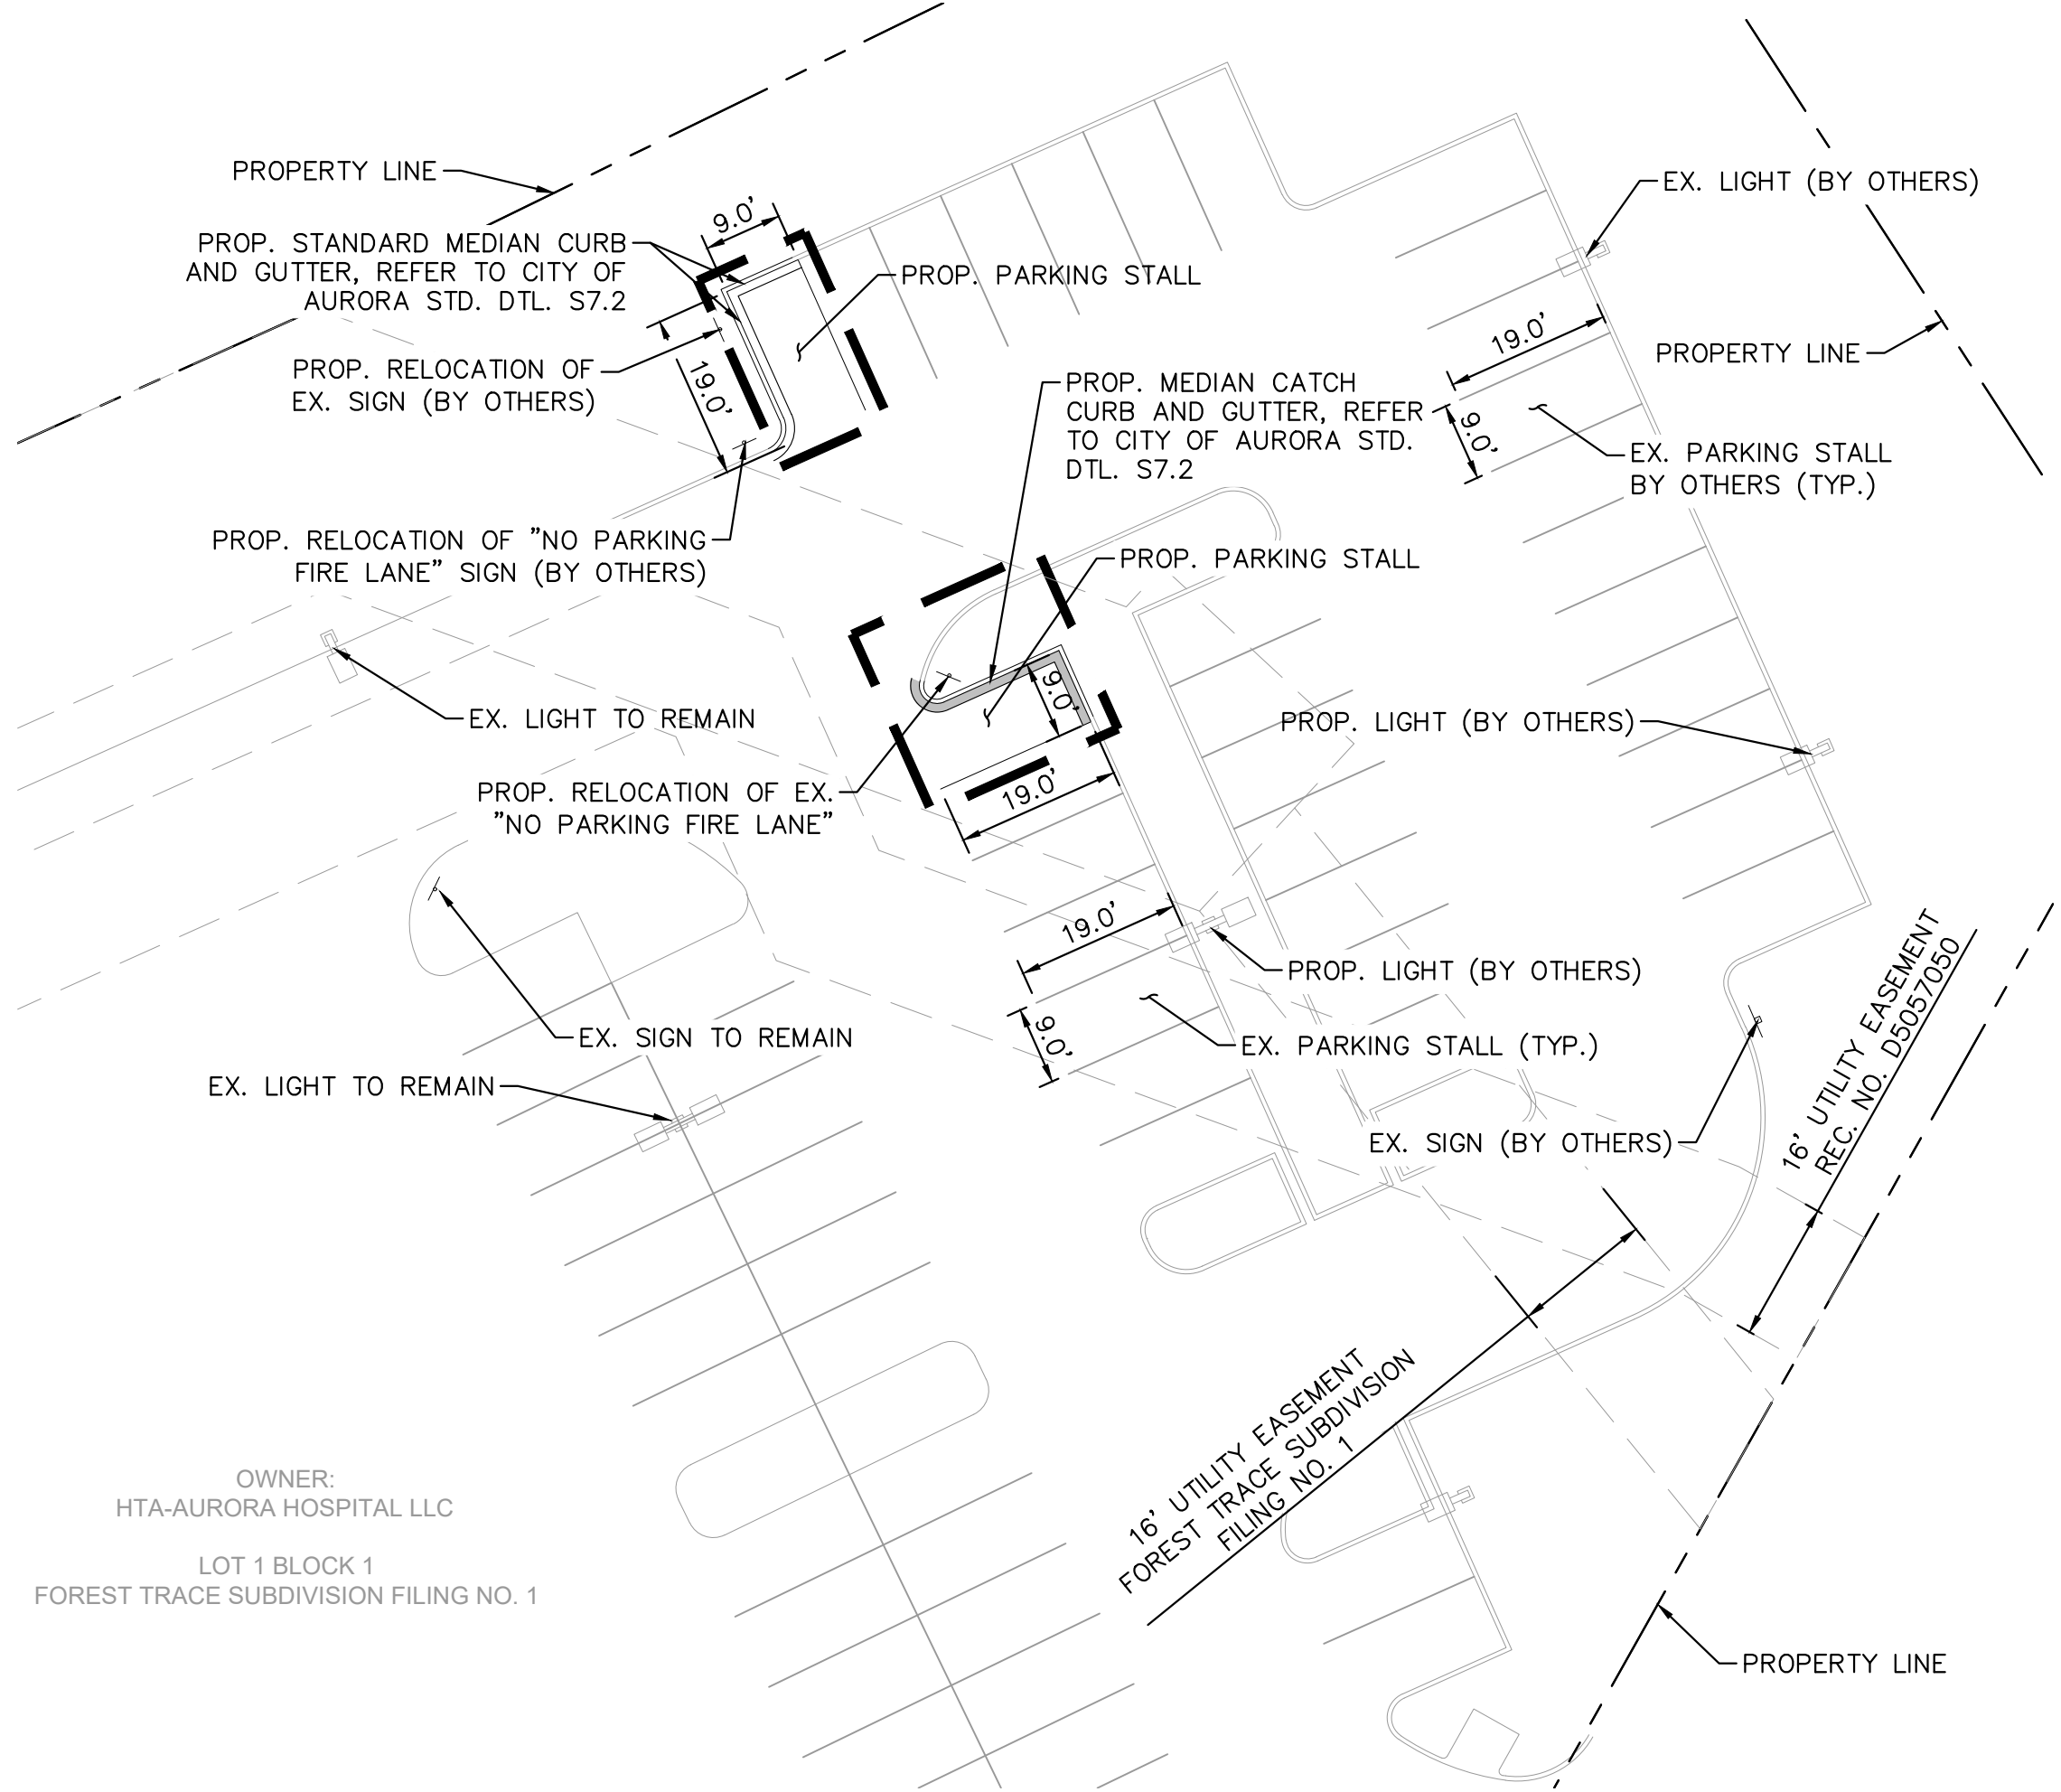 PROPERTY LINE
EX. LIGHT (BY OTHERS)
9.0'
PROP. STANDARD MEDIAN CURB
AND GUTTER, REFER TO CITY OF
AURORA STD. DTL. S7.2
PROP. PARKING STALL
19.0'
PROPERTY LINE
PROP. RELOCATION OF
EX. SIGN (BY OTHERS)
19.0'
PROP. MEDIAN CATCH
CURB AND GUTTER, REFER
TO CITY OF AURORA STD.
DTL. S7.2
9.0'
EX. PARKING STALL
BY OTHERS (TYP.)
PROP. RELOCATION OF "NO PARKING
FIRE LANE" SIGN (BY OTHERS)
PROP. PARKING STALL
9.0'
EX. LIGHT TO REMAIN
PROP. LIGHT (BY OTHERS)
PROP. RELOCATION OF EX.
"NO PARKING FIRE LANE"
19.0'
19.0'
PROP. LIGHT (BY OTHERS)
16' UTILITY EASEMENT
REC. NO. D5057050
EX. SIGN TO REMAIN
9.0'
EX. PARKING STALL (TYP.)
EX. LIGHT TO REMAIN
EX. SIGN (BY OTHERS)
16' UTILITY EASEMENT
FOREST TRACE SUBDIVISION
FILING NO. 1
OWNER:
HTA-AURORA HOSPITAL LLC
LOT 1 BLOCK 1
FOREST TRACE SUBDIVISION FILING NO. 1
PROPERTY LINE